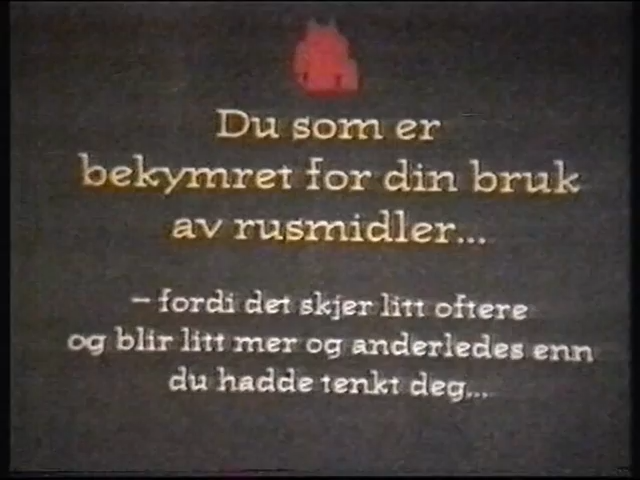 Du som er
bekymret for din bruk
av rusmidler...
– fordi det skjer litt oftere
og blir litt mer og anderledes enn
du hadde tenkt deg...